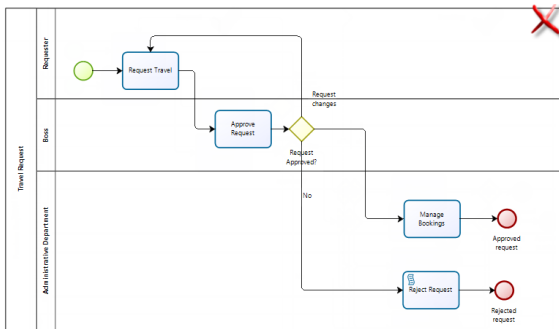 Travel Request
Requester
Request Travel
Request
changes
Boss
Approve
Request
Request
Approved?
No
Administrative Department
Manage
Bookings
Approved
request
Reject Request
Rejected
request